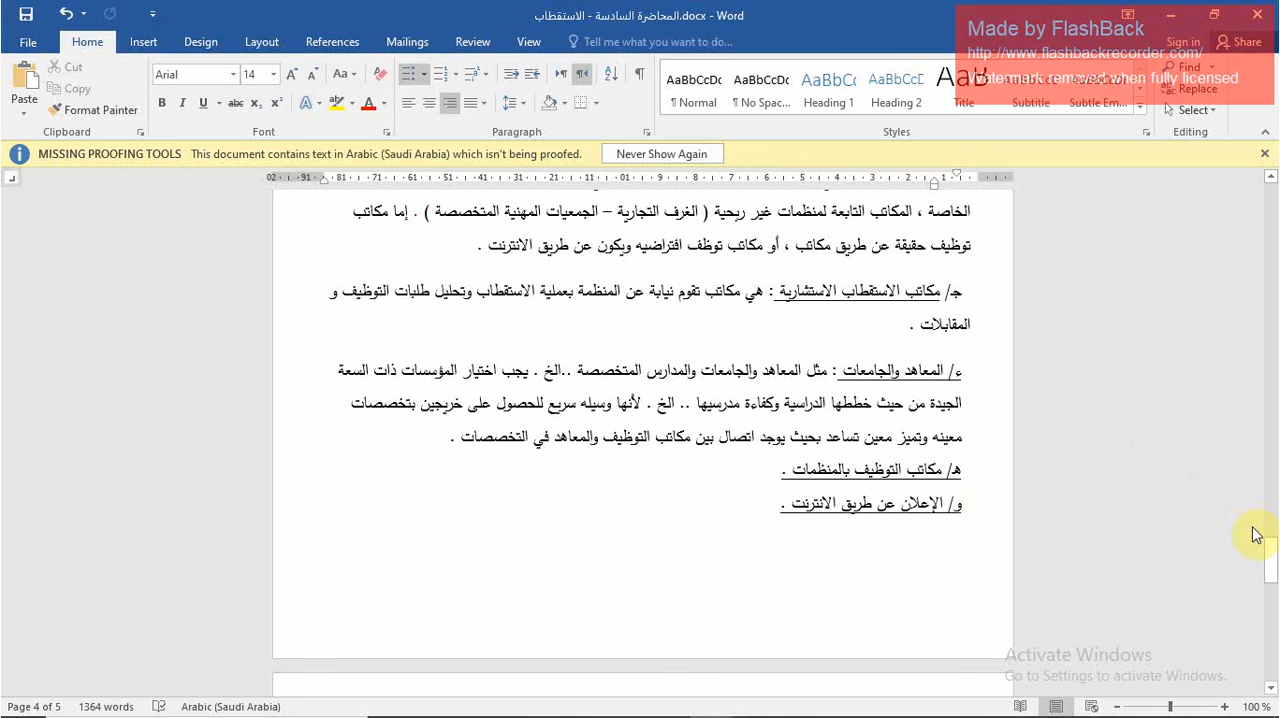 المحاضرة السادسة - الاستقطاب.docx - Word
Made by FlashBack
http://www.flashbackrecorder.com/
Watermark removed when fully licensed
File Home Insert Design Layout References Mailings Review View Tell me what you want to do... Sign in Share
Paste
Cut
Copy
Format Painter
Clipboard
Arial 14
Font
Paragraph
AaBbCcDc ¶ Normal
AaBbCcDc ¶ No Spac...
AaBbCc Heading 1
AaBbCcD Heading 2
AaB Title
Subtitle
Subtle Em...
Styles
Find
Replace
Select
Editing
MISSING PROOFING TOOLS This document contains text in Arabic (Saudi Arabia) which isn't being proofed. Never Show Again
الخاصة ، المكاتب التابعة لمنظمات غير ربحية ( الغرف التجارية – الجمعيات المهنية المتخصصة ) . إما مكاتب
توظيف حقيقة عن طريق مكاتب ، أو مكاتب توظف افتراضيه ويكون عن طريق الانترنت .
جـ/ مكاتب الاستقطاب الاستشارية : هي مكاتب تقوم نيابة عن المنظمة بعملية الاستقطاب وتحليل طلبات التوظيف و
المقابلات .
ء/ المعاهد والجامعات : مثل المعاهد والجامعات والمدارس المتخصصة ..الخ . يجب اختيار المؤسسات ذات السعة
الجيدة من حيث خططها الدراسية وكفاءة مدرسيها .. الخ . لأنها وسيله سريع للحصول على خريجين بتخصصات
معينه وتميز معين تساعد بحيث يوجد اتصال بين مكاتب التوظيف والمعاهد في التخصصات .
هـ/ مكاتب التوظيف بالمنظمات .
و/ الإعلان عن طريق الانترنت .
Activate Windows
Go to Settings to activate Windows.
Page 4 of 5 1364 words Arabic (Saudi Arabia) 100 %